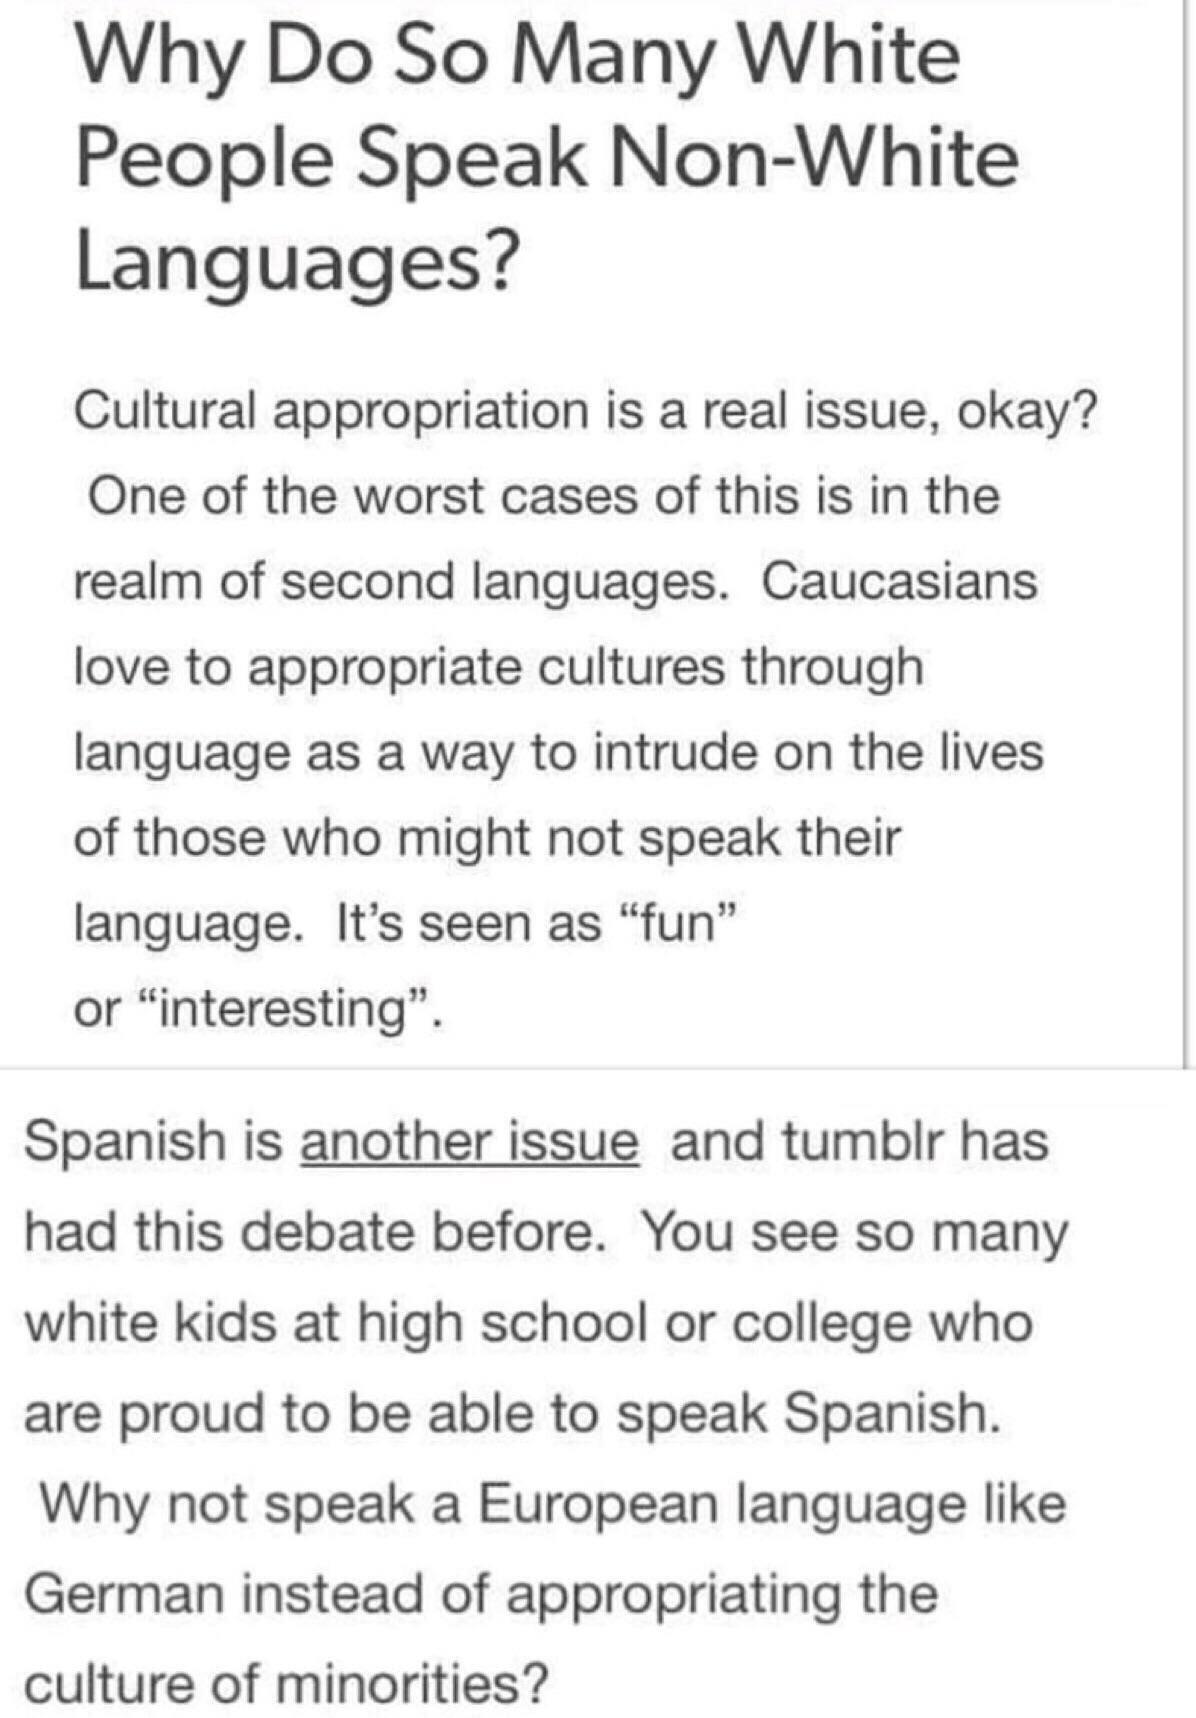 Why Do So Many White
People Speak Non-White
Languages?
Cultural appropriation is a real issue, okay?
One of the worst cases of this is in the
realm of second languages.  Caucasians
love to appropriate cultures through
language as a way to intrude on the lives
of those who might not speak their
language.  It’s seen as “fun”
or “interesting”.
Spanish is another issue  and tumblr has
had this debate before.  You see so many
white kids at high school or college who
are proud to be able to speak Spanish.
Why not speak a European language like
German instead of appropriating the
culture of minorities?